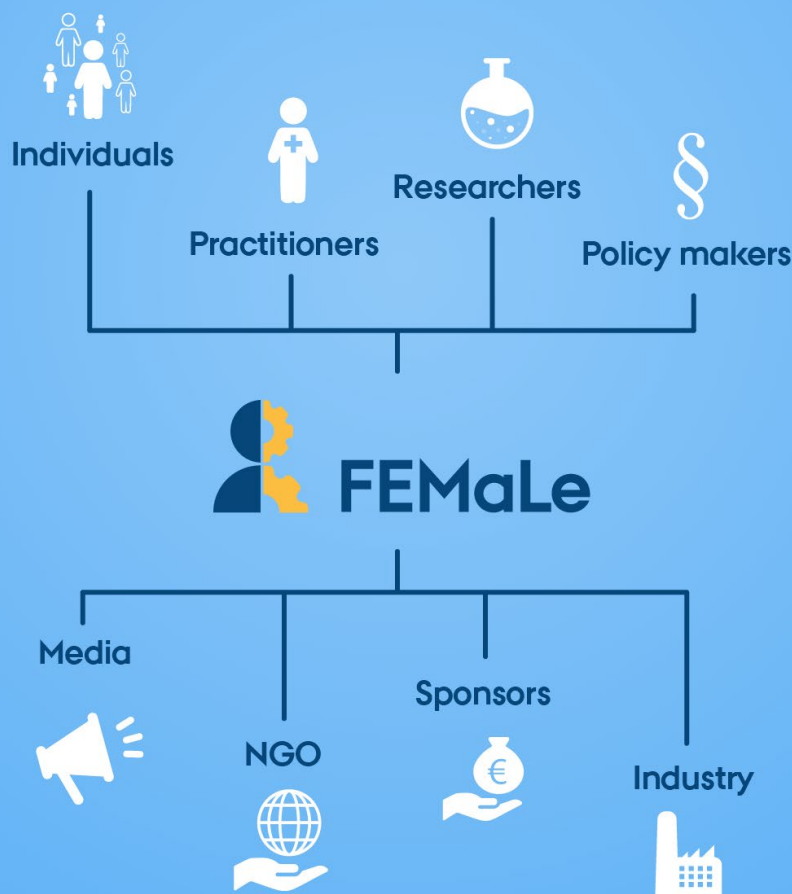 Individuals
Practitioners
Researchers
Policy makers
§
FEMaLe
Media
NGO
Sponsors
€
Industry